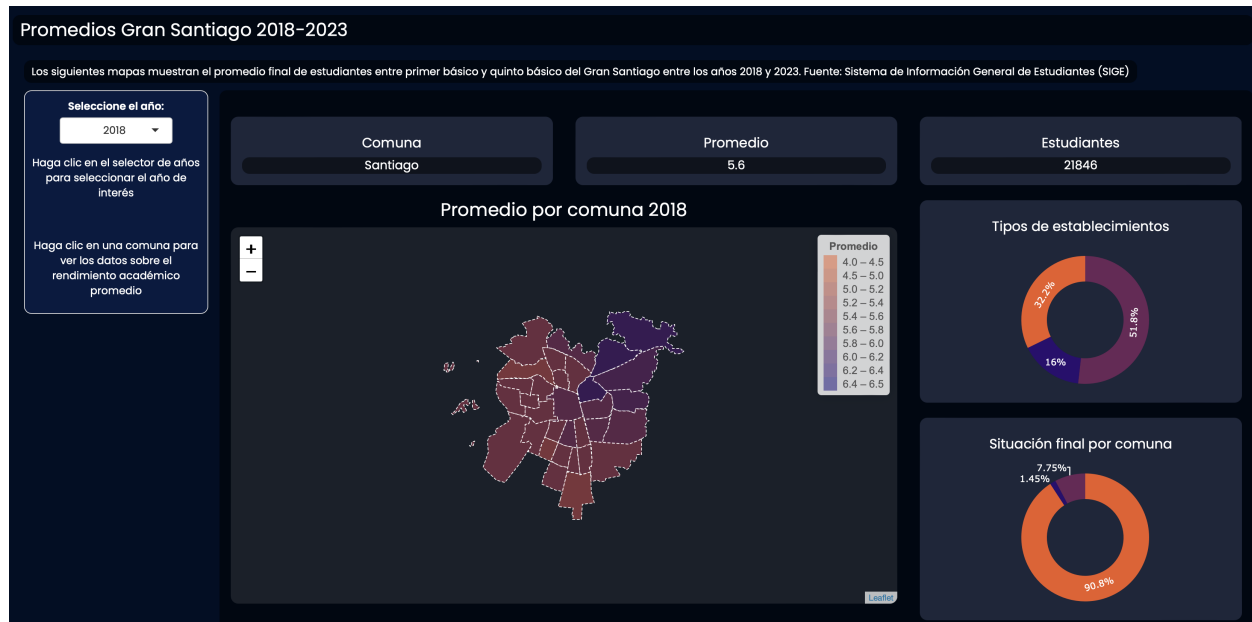 Promedios Gran Santiago 2018-2023
Los siguientes mapas muestran el promedio final de estudiantes entre primer básico y quinto básico del Gran Santiago entre los años 2018 y 2023. Fuente: Sistema de Información General de Estudiantes (SIGE)
Seleccione el año:
2018
Haga clic en el selector de años
para seleccionar el año de
interés
Haga clic en una comuna para
ver los datos sobre el
rendimiento académico
promedio
Comuna
Santiago
Promedio
5.6
Estudiantes
21846
Promedio por comuna 2018
+
−
Promedio
4.0 – 4.5
4.5 – 5.0
5.0 – 5.2
5.2 – 5.4
5.4 – 5.6
5.6 – 5.8
5.8 – 6.0
6.0 – 6.2
6.2 – 6.4
6.4 – 6.5
Leaflet
Tipos de establecimientos
32.2%
51.8%
16%
Situación final por comuna
7.75%
1.45%
90.8%